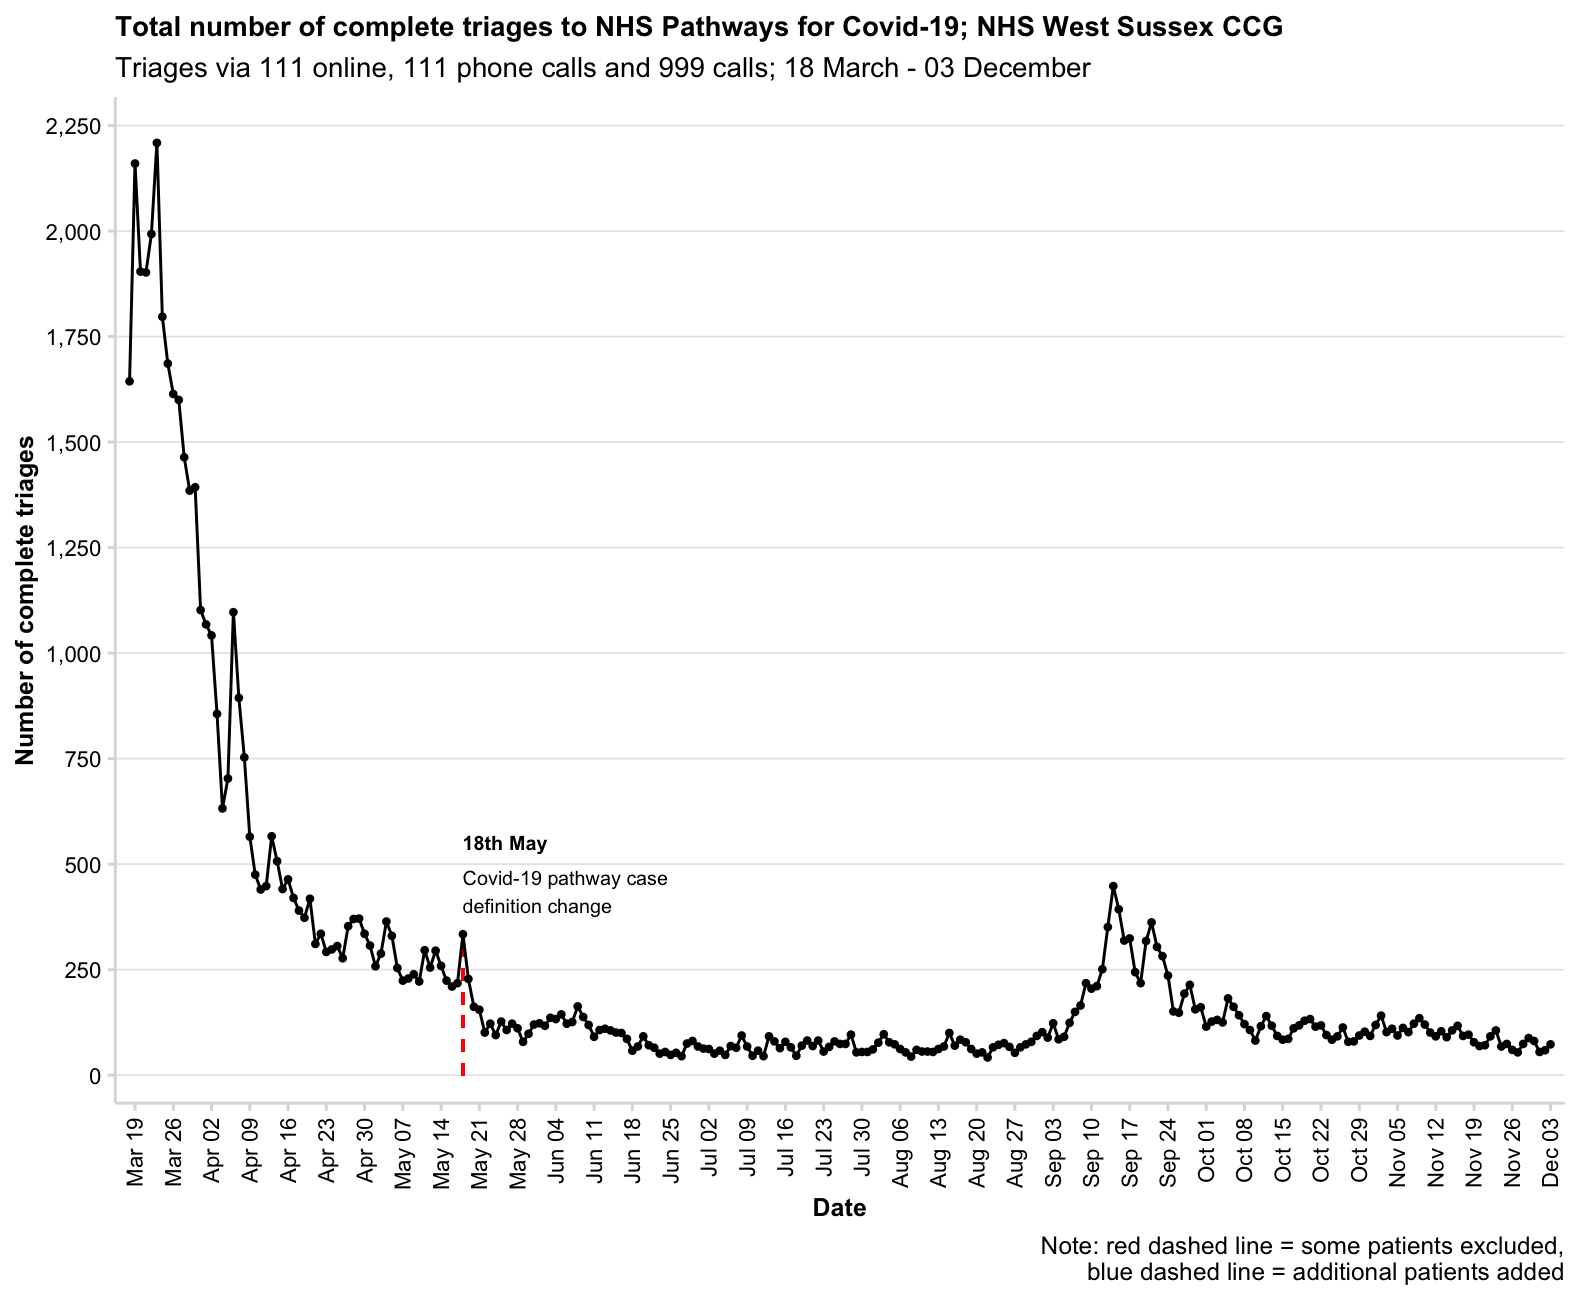 Total number of complete triages to NHS Pathways for Covid-19; NHS West Sussex CCG
Triages via 111 online, 111 phone calls and 999 calls; 18 March - 03 December
Number of complete triages
2,250
2,000
1,750
1,500
1,250
1,000
750
500
250
0
18th May
Covid-19 pathway case
definition change
Mar 19
Mar 26
Apr 02
Apr 09
Apr 16
Apr 23
Apr 30
May 07
May 14
May 21
May 28
Jun 04
Jun 11
Jun 18
Jun 25
Jul 02
Jul 09
Jul 16
Jul 23
Jul 30
Aug 06
Aug 13
Aug 20
Aug 27
Sep 03
Sep 10
Sep 17
Sep 24
Oct 01
Oct 08
Oct 15
Oct 22
Oct 29
Nov 05
Nov 12
Nov 19
Nov 26
Dec 03
Date
Note: red dashed line = some patients excluded,
blue dashed line = additional patients added